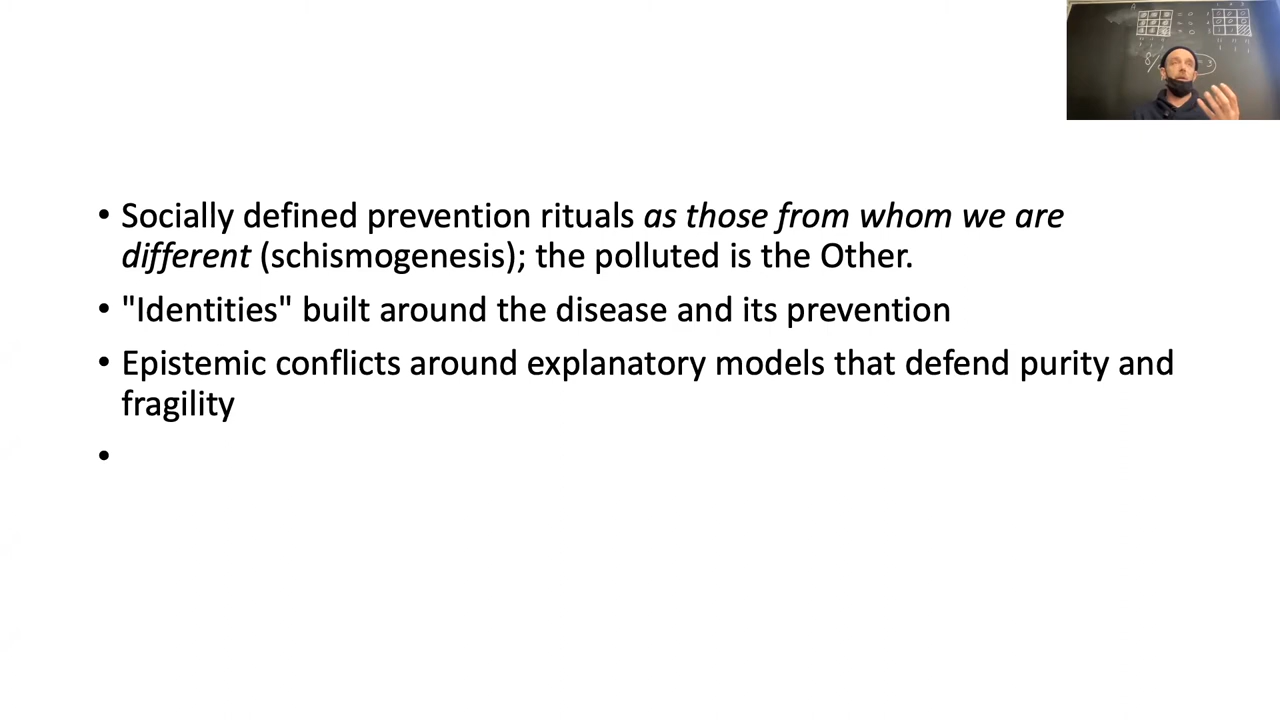 • Socially defined prevention rituals as those from whom we are
different (schismogenesis); the polluted is the Other.
• "Identities" built around the disease and its prevention
• Epistemic conflicts around explanatory models that defend purity and
fragility
•